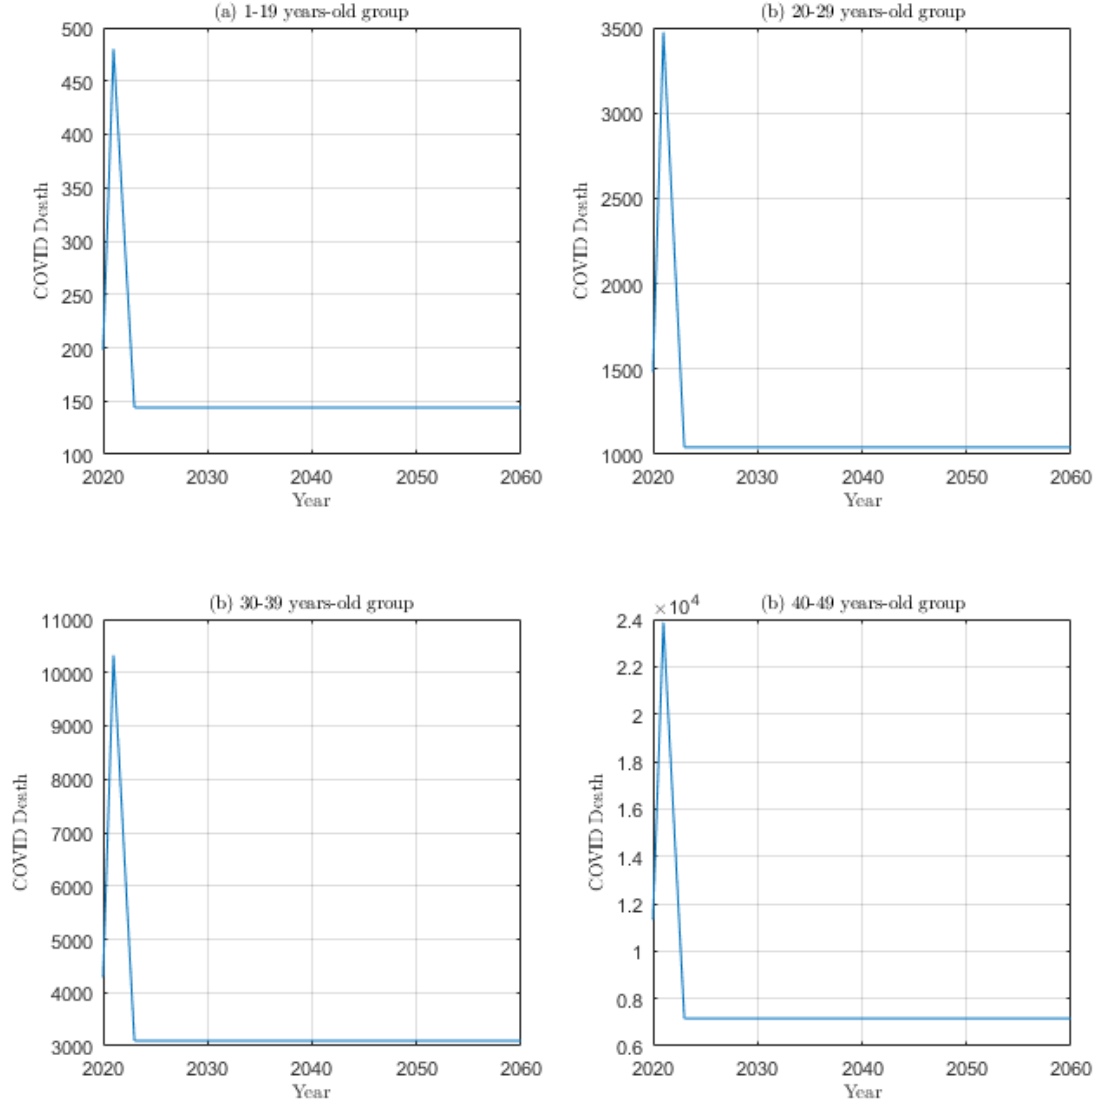 (a) 1-19 years-old group
500
450
400
350
300
250
200
150
100
COVID Death
2020 2030 2040 2050 2060
Year
(b) 20-29 years-old group
3500
3000
3500
2000
1500
1000
COVID Death
2020 2030 2040 2050 2060
Year
(b) 30-39 years-old group
11000
10000
9000
8000
7000
6000
5000
4000
3000
COVID Death
2020 2030 2040 2050 2060
Year
(b) 40-49 years-old group
×10⁴
2.4
2.2
2
1.8
1.6
1.4
1.2
1
0.8
0.6
COVID Death
2020 2030 2040 2050 2060
Year